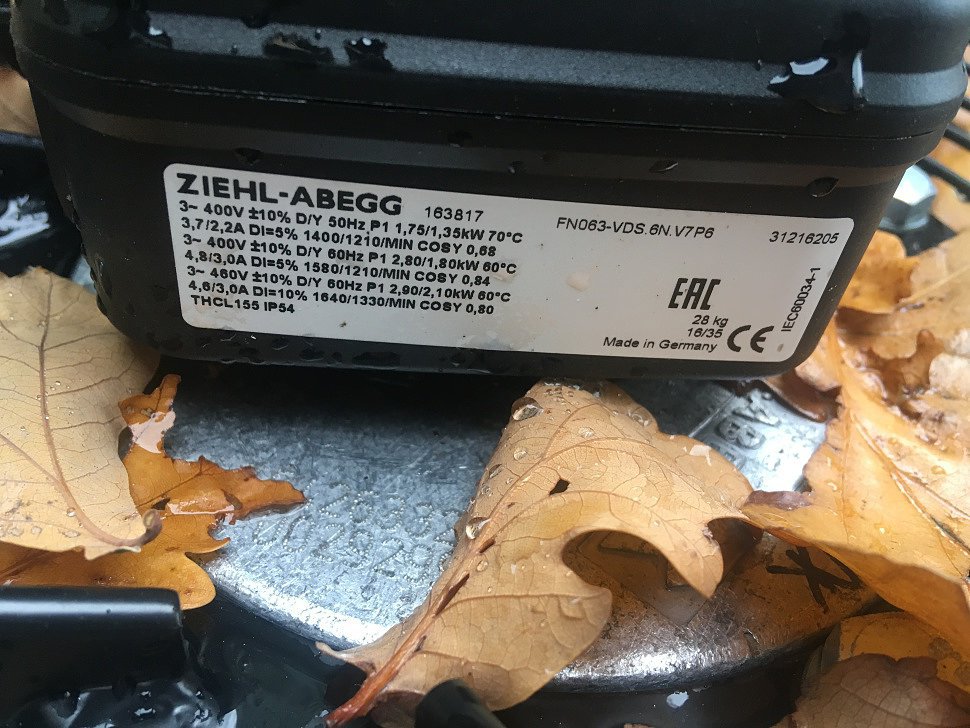 ZIEHL-ABEGG 163817 FN063-VDS.6N.V7P6 31216205
3~ 400V ±10% D/Y 50Hz P1 1,75/1,35kW 70°C
3,7/2,2A DI=5% 1400/1210/MIN COSY 0,68
3~ 400V ±10% D/Y 60Hz P1 2,80/1,80kW 60°C
4,8/3,0A DI=5% 1580/1210/MIN COSY 0,84
3~ 460V ±10% D/Y 60Hz P1 2,90/2,10kW 60°C
4,6/3,0A DI=10% 1640/1330/MIN COSY 0,80
THCL155 IP54
EAC
28 kg
16/35
Made in Germany CE
IEC60034-1